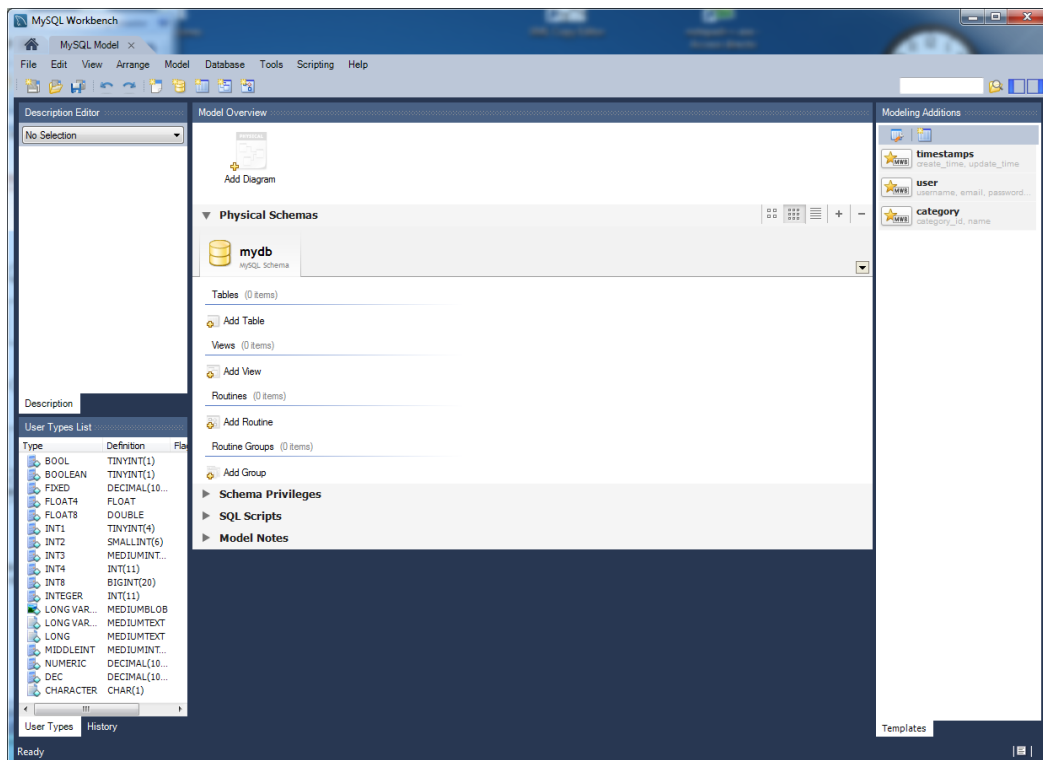 MySQL Workbench
MySQL Model ×
File Edit View Arrange Model Database Tools Scripting Help
Description Editor
No Selection
Description
User Types List
Type Definition Flag
BOOL TINYINT(1)
BOOLEAN TINYINT(1)
FIXED DECIMAL(10...
FLOAT4 FLOAT
FLOAT8 DOUBLE
INT1 TINYINT(4)
INT2 SMALLINT(6)
INT3 MEDIUMINT...
INT4 INT(11)
INT8 BIGINT(20)
INTEGER INT(11)
LONG VAR... MEDIUMBLOB
LONG VAR... MEDIUMTEXT
LONG MEDIUMTEXT
MIDDLEINT MEDIUMINT...
NUMERIC DECIMAL(10...
DEC DECIMAL(10...
CHARACTER CHAR(1)
User Types History
Ready
Model Overview
PHYSICAL
Add Diagram
Physical Schemas
mydb
MySQL Schema
Tables (0 items)
Add Table
Views (0 items)
Add View
Routines (0 items)
Add Routine
Routine Groups (0 items)
Add Group
Schema Privileges
SQL Scripts
Model Notes
Modeling Additions
MWB timestamps
create_time, update_time
MWB user
username, email, password...
MWB category
category_id, name
Templates